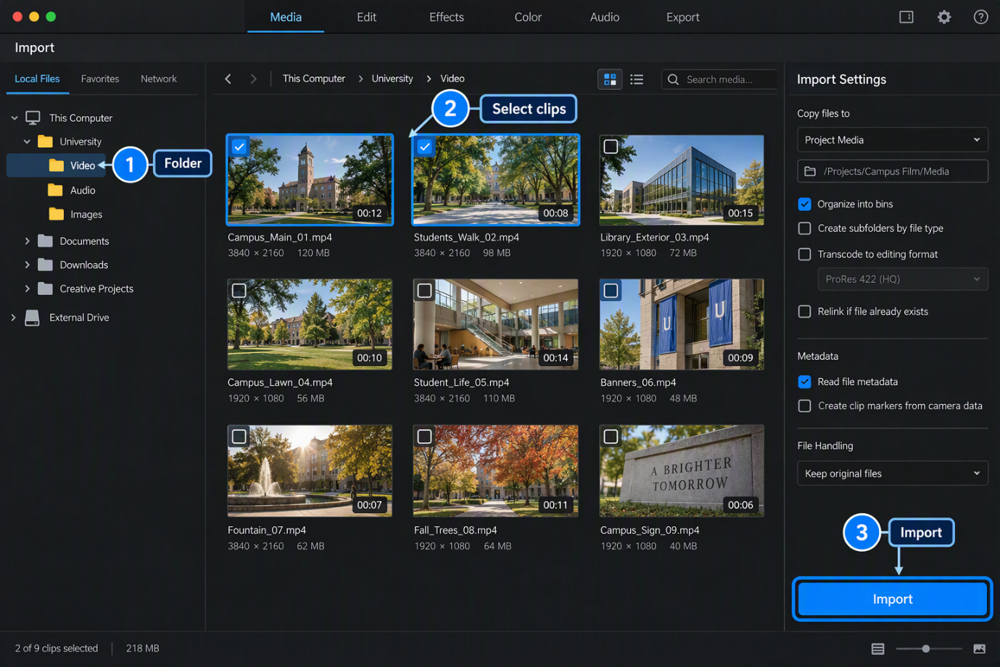 Media
Edit
Effects
Color
Audio
Export
Import
Local Files
Favorites
Network
This Computer
University
Video
1
Folder
Audio
Images
Documents
Downloads
Creative Projects
External Drive
This Computer > University > Video
Search media...
2
Select clips
00:12
Campus_Main_01.mp4
3840 × 2160 120 MB
00:08
Students_Walk_02.mp4
3840 × 2160 98 MB
00:15
Library_Exterior_03.mp4
1920 × 1080 72 MB
00:10
Campus_Lawn_04.mp4
1920 × 1080 56 MB
00:14
Student_Life_05.mp4
3840 × 2160 110 MB
U
U
00:09
Banners_06.mp4
1920 × 1080 48 MB
00:07
Fountain_07.mp4
3840 × 2160 62 MB
00:11
Fall_Trees_08.mp4
1920 × 1080 64 MB
A BRIGHTER
TOMORROW
00:06
Campus_Sign_09.mp4
1920 × 1080 40 MB
Import Settings
Copy files to
Project Media
/Projects/Campus Film/Media
Organize into bins
Create subfolders by file type
Transcode to editing format
ProRes 422 (HQ)
Relink if file already exists
Metadata
Read file metadata
Create clip markers from camera data
File Handling
Keep original files
3
Import
Import
2 of 9 clips selected
218 MB